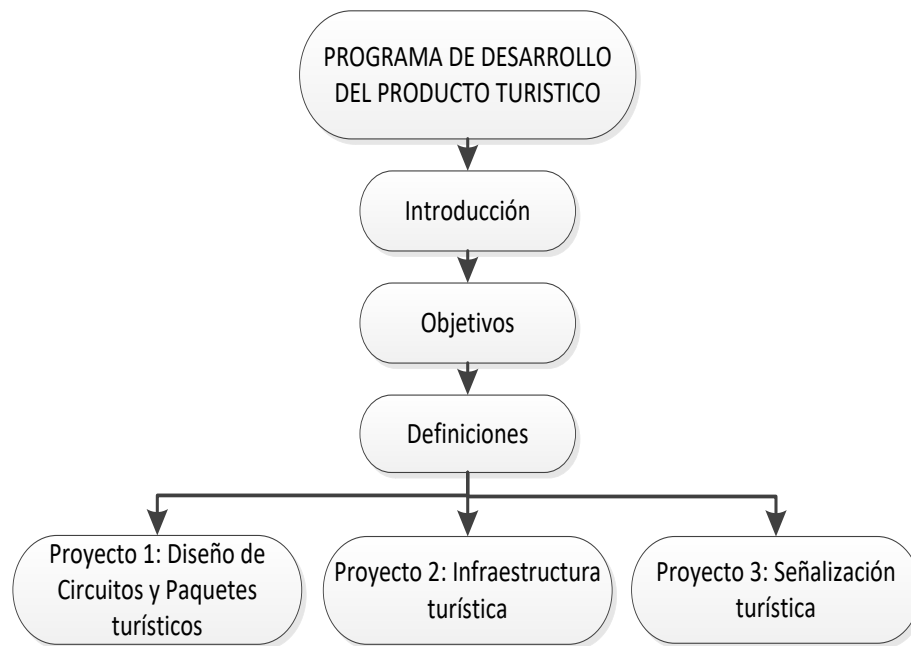 PROGRAMA DE DESARROLLO
DEL PRODUCTO TURISTICO
Introducción
Objetivos
Definiciones
Proyecto 1: Diseño de
Circuitos y Paquetes
turísticos
Proyecto 2: Infraestructura
turística
Proyecto 3: Señalización
turística